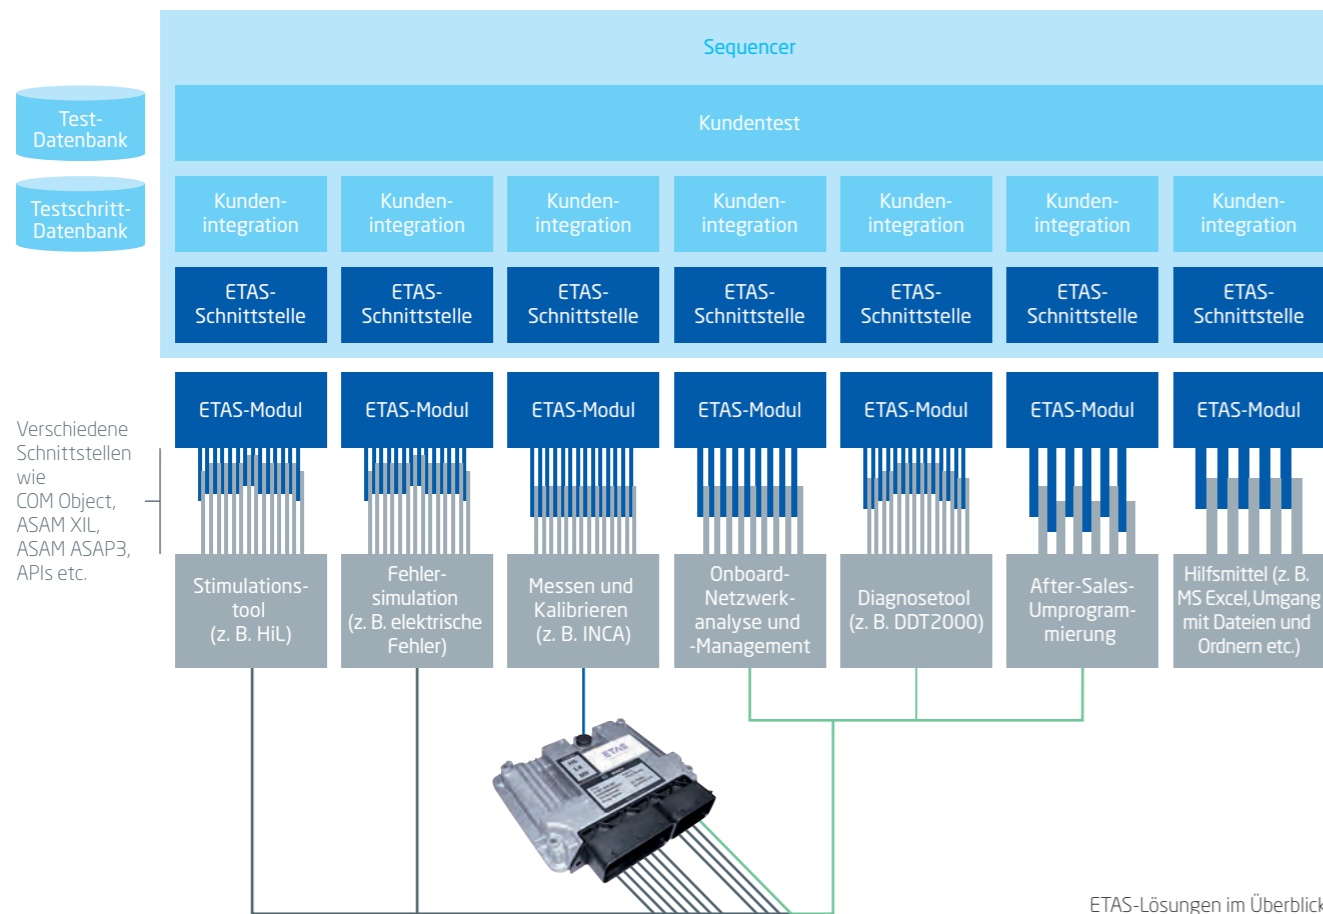 Sequencer
Kundentest
Test-
Datenbank
Testschritt-
Datenbank
Kunden-
integration
Kunden-
integration
Kunden-
integration
Kunden-
integration
Kunden-
integration
Kunden-
integration
Kunden-
integration
ETAS-
Schnittstelle
ETAS-
Schnittstelle
ETAS-
Schnittstelle
ETAS-
Schnittstelle
ETAS-
Schnittstelle
ETAS-
Schnittstelle
ETAS-
Schnittstelle
ETAS-Modul
ETAS-Modul
ETAS-Modul
ETAS-Modul
ETAS-Modul
ETAS-Modul
ETAS-Modul
Verschiedene
Schnittstellen
wie
COM Object,
ASAM XIL,
ASAM ASAP3,
APIs etc.
Stimulations-
tool
(z. B. HiL)
Fehler-
simulation
(z. B. elektrische
Fehler)
Messen und
Kalibrieren
(z. B. INCA)
Onboard-
Netzwerk-
analyse und
-Management
Diagnosetool
(z. B. DDT2000)
After-Sales-
Umprogram-
mierung
Hilfsmittel (z. B.
MS Excel, Umgang
mit Dateien und
Ordnern etc.)
ETAS
ETAS-Lösungen im Überblick